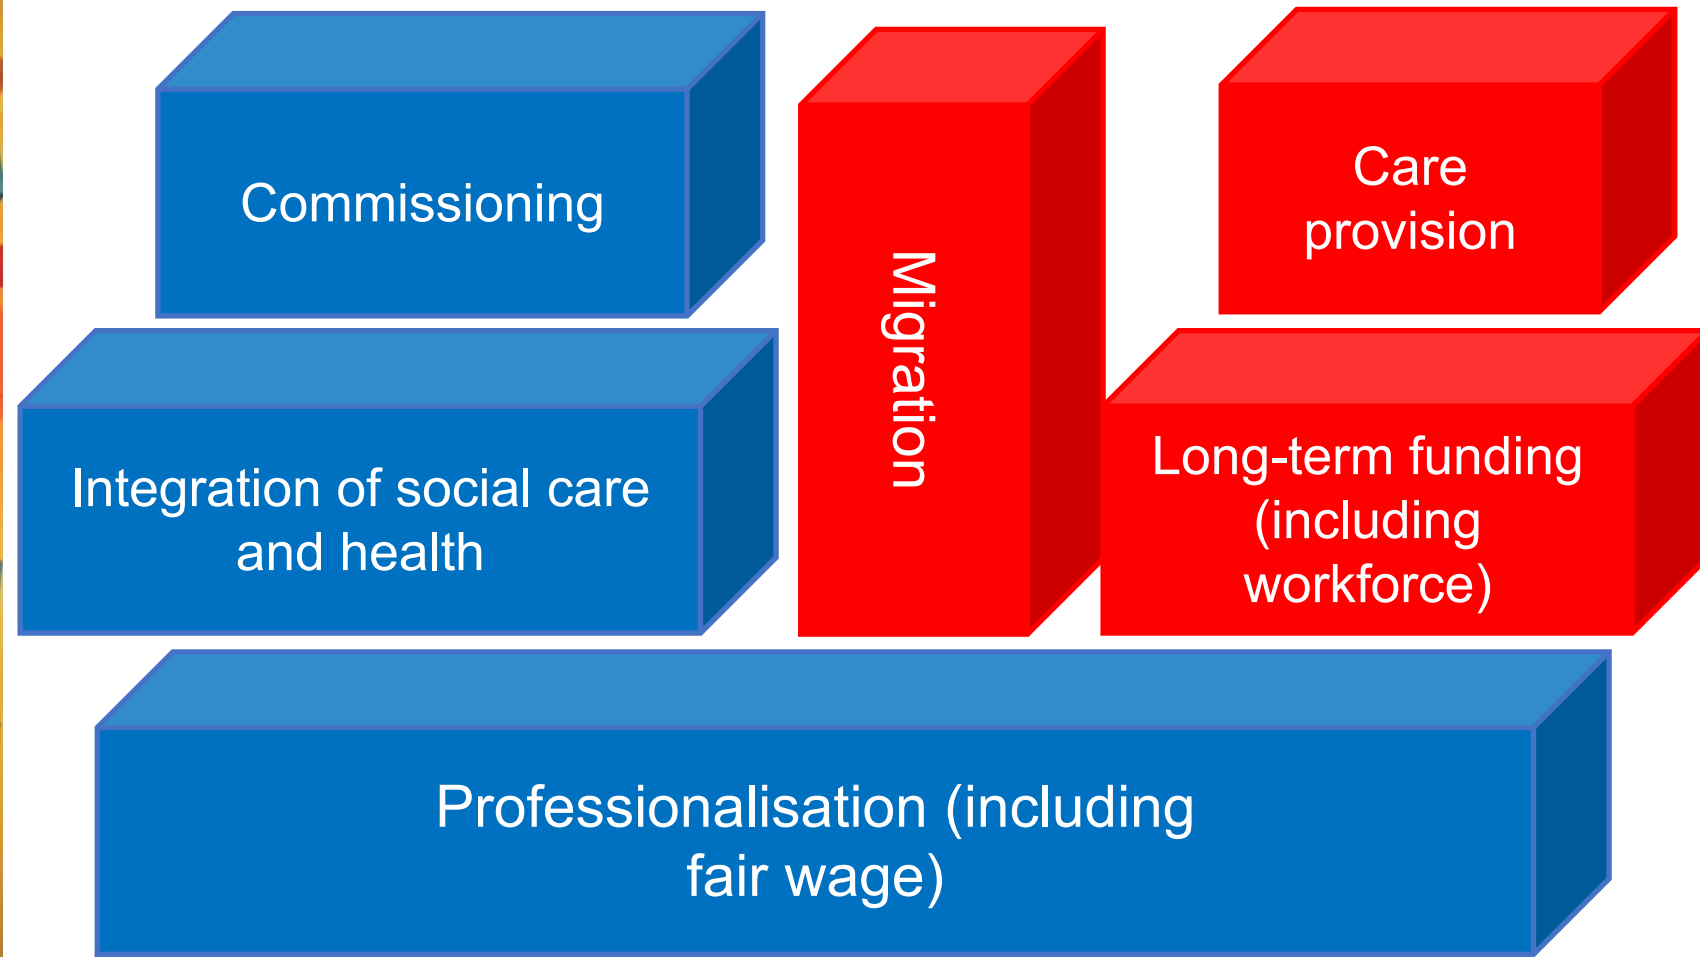 Commissioning
Migration
Care
provision
Integration of social care
and health
Long-term funding
(including
workforce)
Professionalisation (including
fair wage)